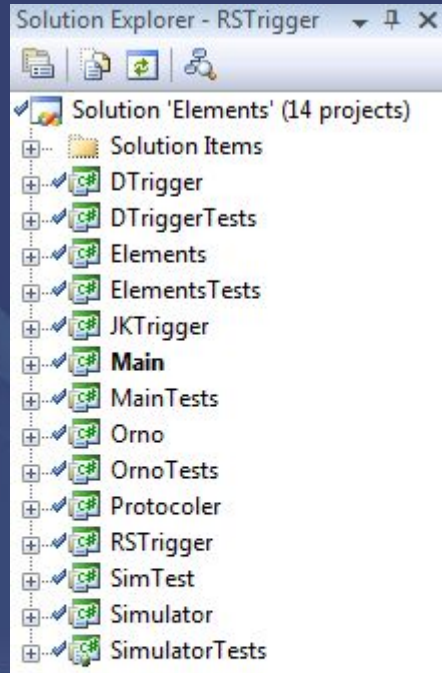 Solution Explorer - RSTrigger
Solution 'Elements' (14 projects)
Solution Items
DTrigger
DTriggerTests
Elements
ElementsTests
JKTrigger
Main
MainTests
Orno
OrnoTests
Protocoler
RSTrigger
SimTest
Simulator
SimulatorTests